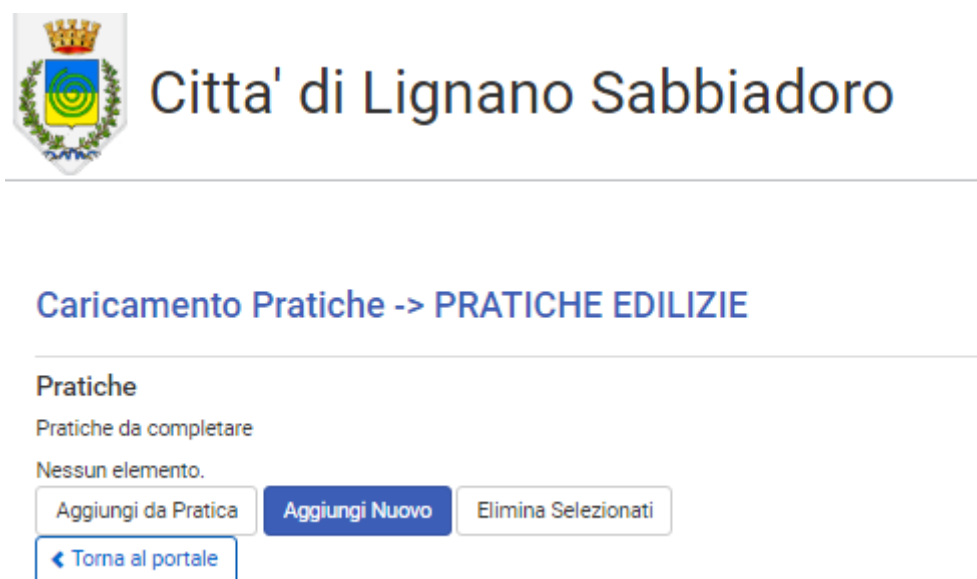 Citta' di Lignano Sabbiadoro
Caricamento Pratiche -> PRATICHE EDILIZIE
Pratiche
Pratiche da completare
Nessun elemento.
Aggiungi da Pratica Aggiungi Nuovo Elimina Selezionati
Torna al portale